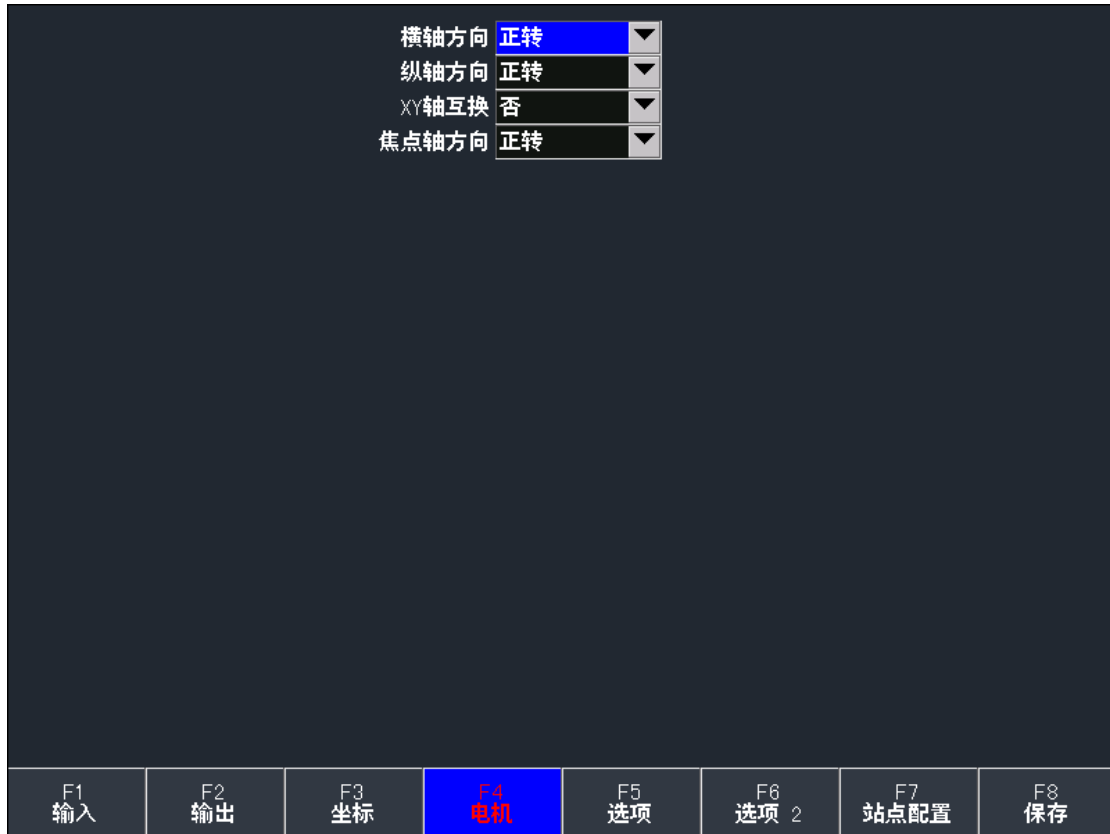 横轴方向 正转
纵轴方向 正转
XY轴互换 否
焦点轴方向 正转
F1 F2 F3 F4 F5 F6 F7 F8
输入 输出 坐标 电机 选项 选项 2 站点配置 保存